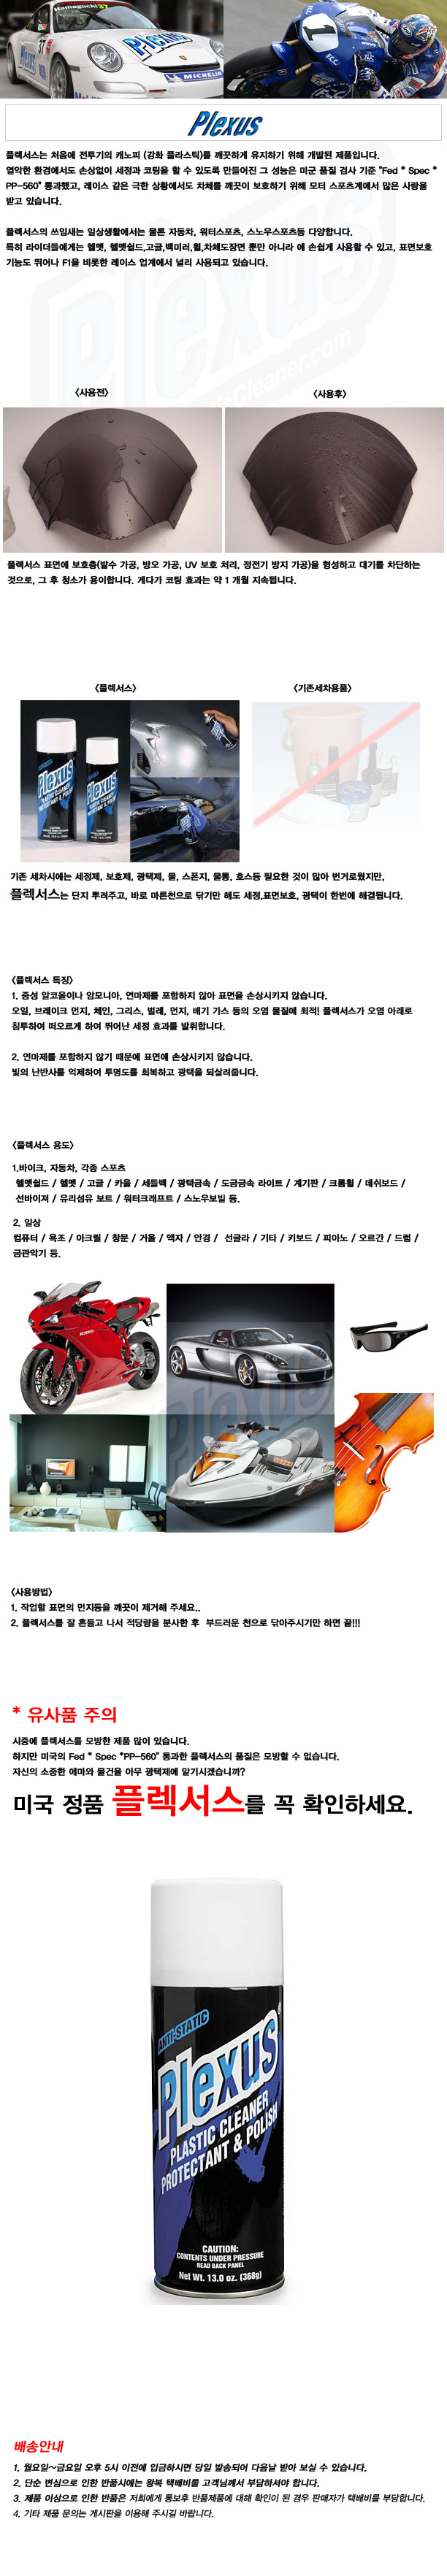 Hamaguchi 37
37
Plexus
MICHELIN
1
FCC
Plexus
플렉서스는 처음에 전투기의 캐노피 (강화 플라스틱)를 깨끗하게 유지하기 위해 개발된 제품입니다.
열악한 환경에서도 손상없이 세정과 코팅을 할 수 있도록 만들어진 그 성능은 미군 품질 검사 기준 "Fed * Spec *
PP-560" 통과했고, 레이스 같은 극한 상황에서도 차체를 깨끗이 보호하기 위해 모터 스포츠계에서 많은 사랑을
받고 있습니다.
플렉서스의 쓰임새는 일상생활에서는 물론 자동차, 워터스포츠, 스노우스포츠등 다양합니다.
특히 라이더들에게는 헬멧, 헬멧쉴드,고글,백미러,휠,차체도장면 뿐만 아니라 에 손쉽게 사용할 수 있고, 표면보호
기능도 뛰어나 F1을 비롯한 레이스 업계에서 널리 사용되고 있습니다.
Plexus
icCleaner.com
<사용전>
<사용후>
플렉서스 표면에 보호층(발수 가공, 방오 가공, UV 보호 처리, 정전기 방지 가공)을 형성하고 대기를 차단하는
것으로, 그 후 청소가 용이합니다. 게다가 코팅 효과는 약 1 개월 지속됩니다.
<플렉서스>
<기존세차용품>
Plexus
Plexus
기존 세차시에는 세정제, 보호제, 광택제, 물, 스폰지, 물통, 호스등 필요한 것이 많아 번거로웠지만,
플렉서스는 단지 뿌려주고, 바로 마른천으로 닦기만 해도 세정,표면보호, 광택이 한번에 해결됩니다.
<플렉서스 특징>
1. 중성 알코올이나 암모니아, 연마제를 포함하지 않아 표면을 손상시키지 않습니다.
오일, 브레이크 먼지, 체인, 그리스, 벌레, 먼지, 배기 가스 등의 오염 물질에 최적! 플렉서스가 오염 아래로
침투하여 떠오르게 하여 뛰어난 세정 효과를 발휘합니다.
2. 연마제를 포함하지 않기 때문에 표면에 손상시키지 않습니다.
빛의 난반사를 억제하여 투명도를 회복하고 광택을 되살려줍니다.
<플렉서스 용도>
1.바이크, 자동차, 각종 스포츠
헬멧쉴드 / 헬멧 / 고글 / 카울 / 세들백 / 광택금속 / 도금금속 라이트 / 계기판 / 크롬휠 / 데쉬보드 /
선바이져 / 유리섬유 보트 / 워터크래프트 / 스노우보빌 등.
2. 일상
컴퓨터 / 욕조 / 아크릴 / 창문 / 거울 / 액자 / 안경 / 선글라 / 기타 / 키보드 / 피아노 / 오르간 / 드럼 /
금관악기 등.
<사용방법>
1. 작업할 표면의 먼지등을 깨끗이 제거해 주세요..
2. 플렉서스를 잘 흔들고 나서 적당량을 분사한 후 부드러운 천으로 닦아주시기만 하면 끝!!!
* 유사품 주의
시중에 플렉서스를 모방한 제품 많이 있습니다.
하지만 미국의 Fed * Spec *PP-560" 통과한 플렉서스의 품질은 모방할 수 없습니다.
자신의 소중한 애마와 물건을 아무 광택제에 맡기시겠습니까?
미국 정품 플렉서스를 꼭 확인하세요.
ANTI-STATIC
Plexus®
PLASTIC CLEANER
PROTECTANT & POLISH
CAUTION:
CONTENTS UNDER PRESSURE
READ BACK PANEL
Net Wt. 13.0 oz. (368g)
배송안내
1. 월요일~금요일 오후 5시 이전에 입금하시면 당일 발송되어 다음날 받아 보실 수 있습니다.
2. 단순 변심으로 인한 반품시에는 왕복 택배비를 고객님께서 부담하셔야 합니다.
3. 제품 이상으로 인한 반품은 저희에게 통보후 반품제품에 대해 확인이 된 경우 판매자가 택배비를 부담합니다.
4. 기타 제품 문의는 게시판을 이용해 주시길 바랍니다.